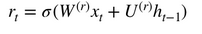 r_t = σ(W^{(r)}x_t + U^{(r)}h_{t−1})